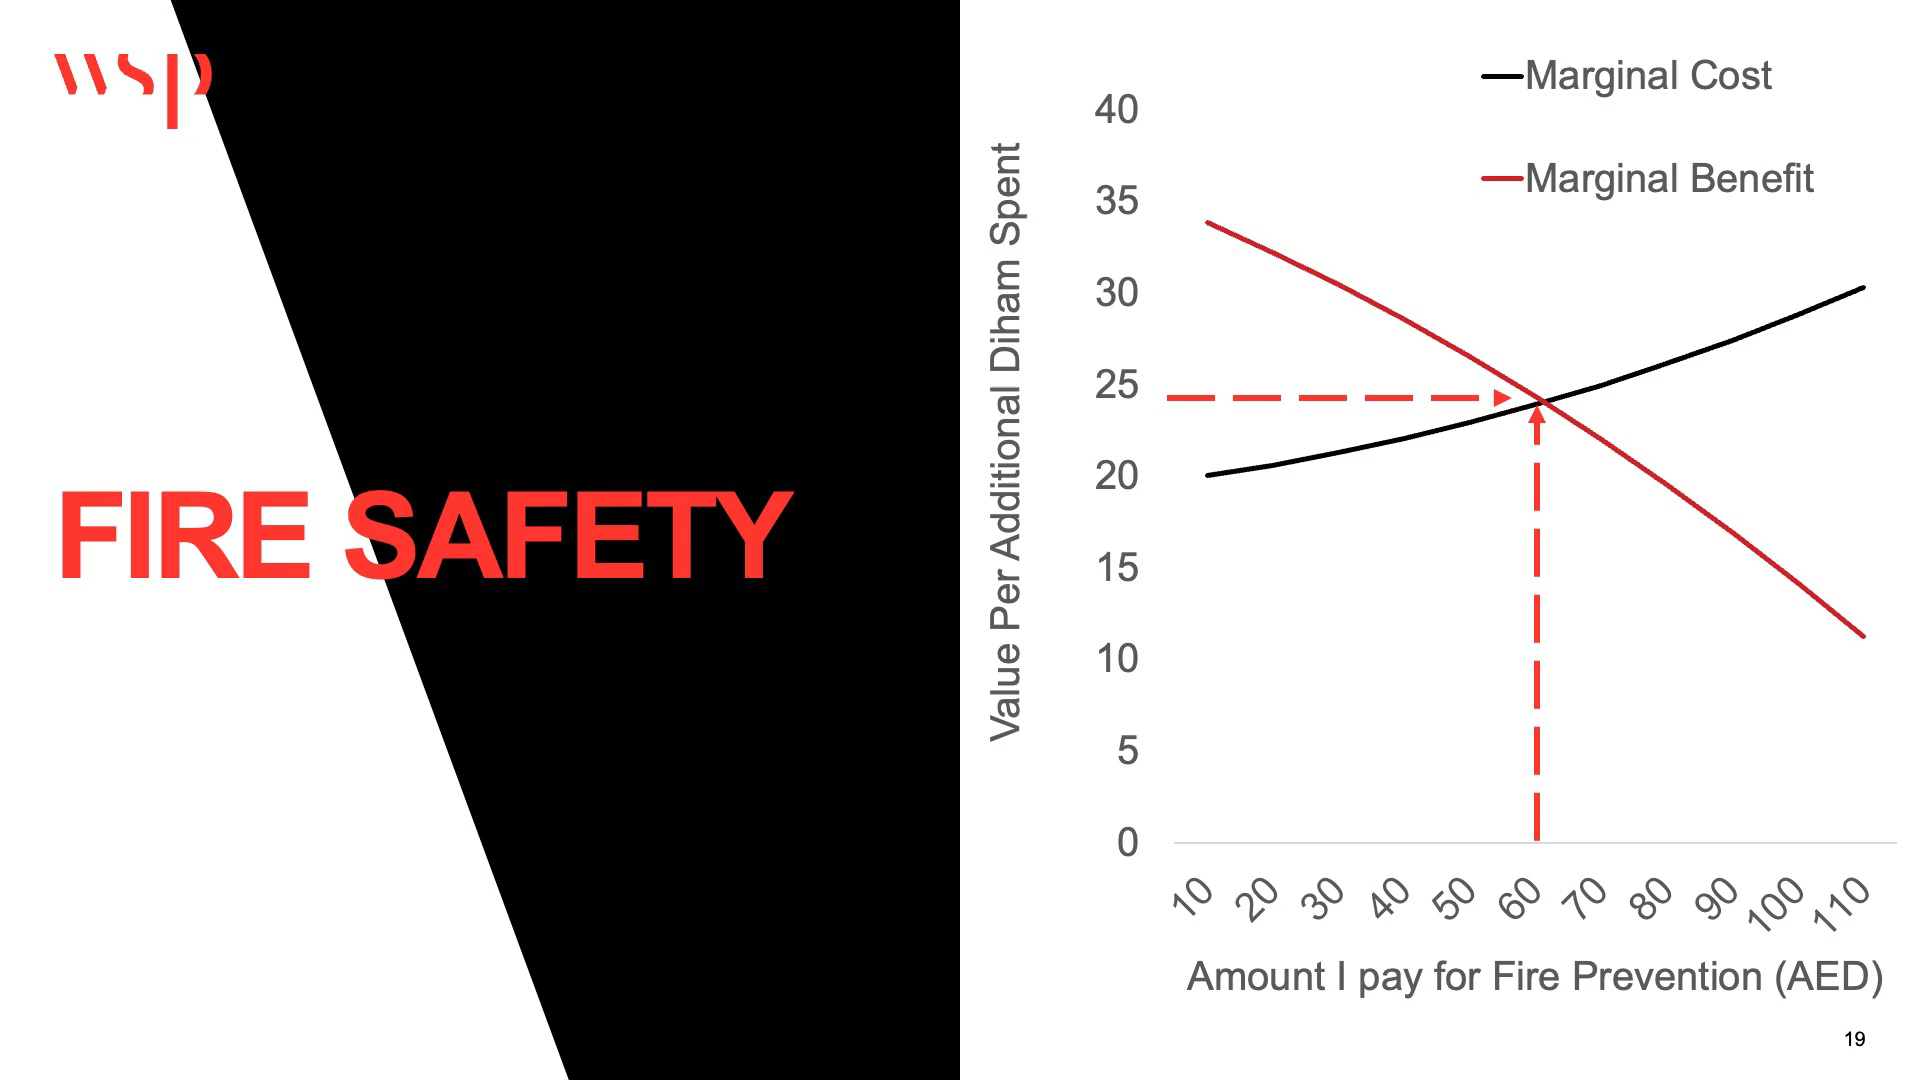 wsp
FIRE SAFETY
Marginal Cost
Marginal Benefit
Value Per Additional Diham Spent
40
35
30
25
20
15
10
5
0
10 20 30 40 50 60 70 80 90 100 110
Amount I pay for Fire Prevention (AED)
19